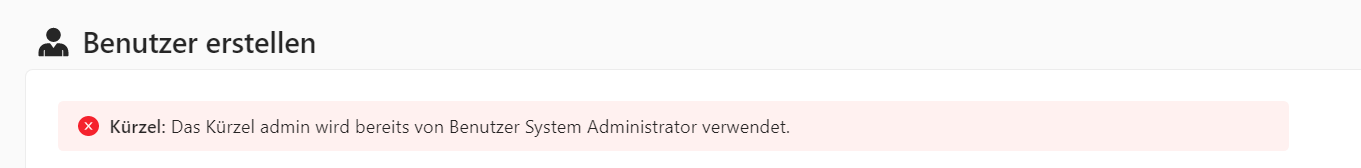 Benutzer erstellen
Kürzel: Das Kürzel admin wird bereits von Benutzer System Administrator verwendet.